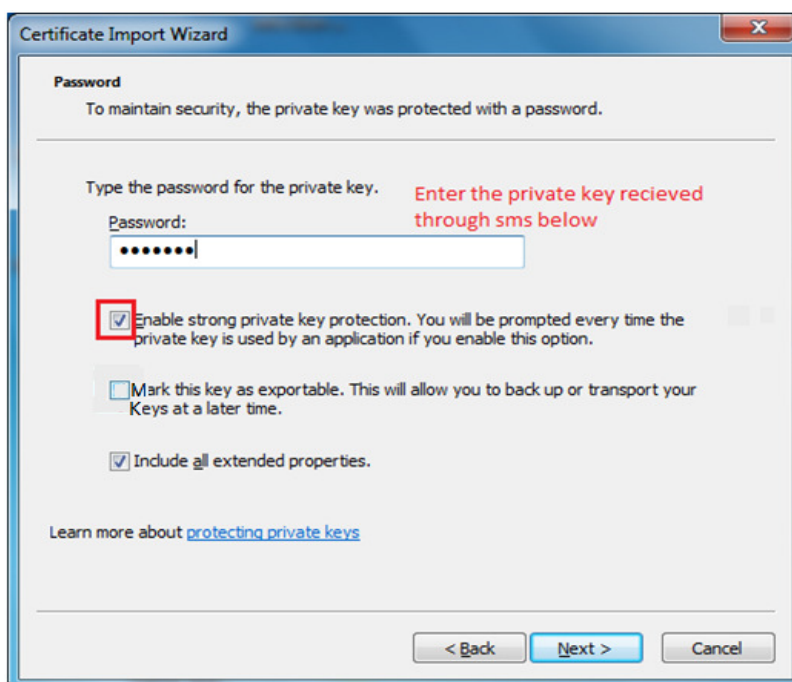 Certificate Import Wizard
Password
To maintain security, the private key was protected with a password.
Type the password for the private key.
Enter the private key recieved
through sms below
Password:
•••••••
Enable strong private key protection. You will be prompted every time the
private key is used by an application if you enable this option.
Mark this key as exportable. This will allow you to back up or transport your
Keys at a later time.
Include all extended properties.
Learn more about protecting private keys
< Back
Next >
Cancel